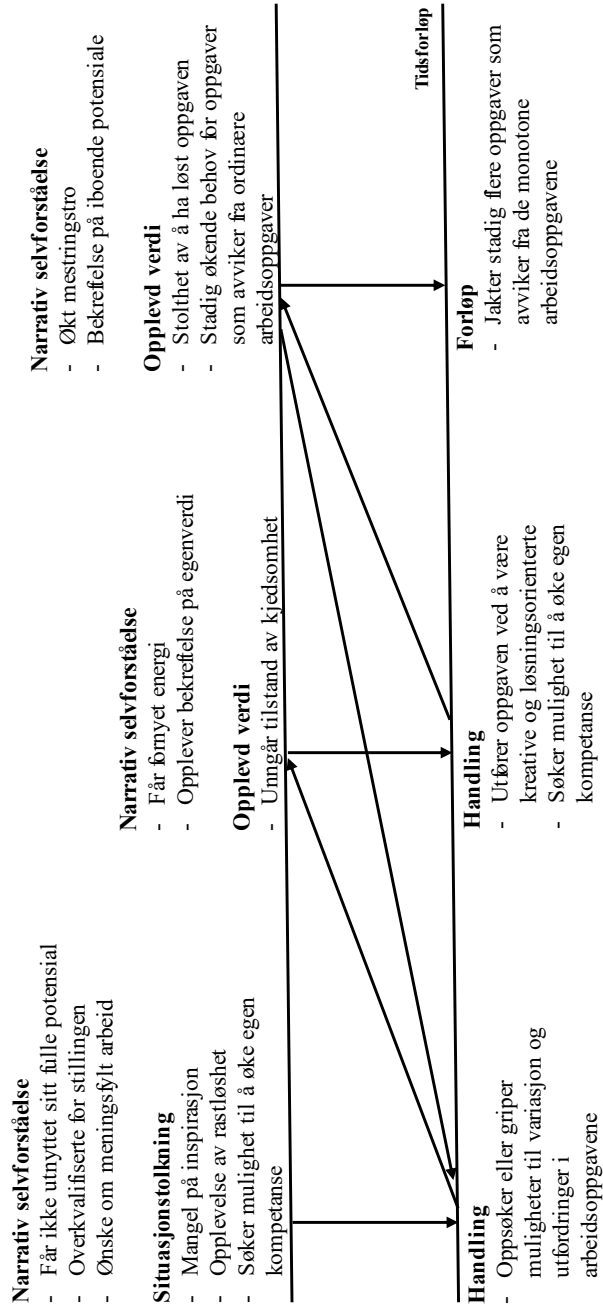 Narrativ selvforståelse
- Får ikke utnyttet sitt fulle potensial
- Overkvalifiserte for stillingen
- Ønske om meningsfylt arbeid
Situasjonstolkning
- Mangel på inspirasjon
- Opplevelse av rastløshet
- Søker mulighet til å øke egen
kompetanse
Handling
- Oppsøker eller griper
muligheter til variasjon og
utfordringer i
arbeidsoppgavene
Narrativ selvforståelse
- Får fornyet energi
- Opplever bekreftelse på egenverdi
Opplevd verdi
- Unngår tilstand av kjedsomhet
Handling
- Utfører oppgaven ved å være
kreative og løsningsorienterte
- Søker mulighet til å øke egen
kompetanse
Narrativ selvforståelse
- Økt mestringstro
- Bekreftelse på iboende potensiale
Opplevd verdi
- Stolthet av å ha løst oppgaven
- Stadig økende behov for oppgaver
som avviker fra ordinære
arbeidsoppgaver
Tidsforløp
Forløp
- Jakter stadig flere oppgaver som
avviker fra de monotone
arbeidsoppgavene